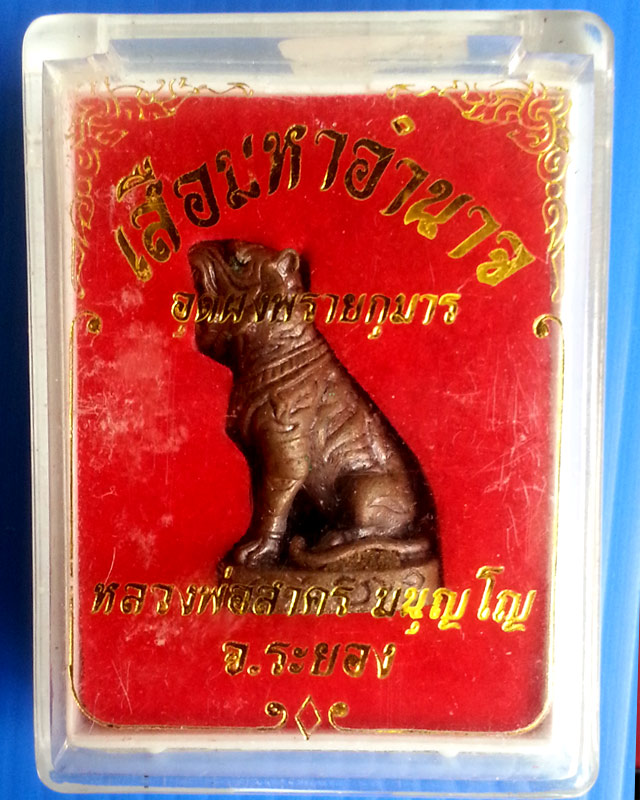 เสือมหาอำนาจ
อุดผงพรายกุมาร
หลวงพ่อสาคร มนุญโญ
จ.ระยอง